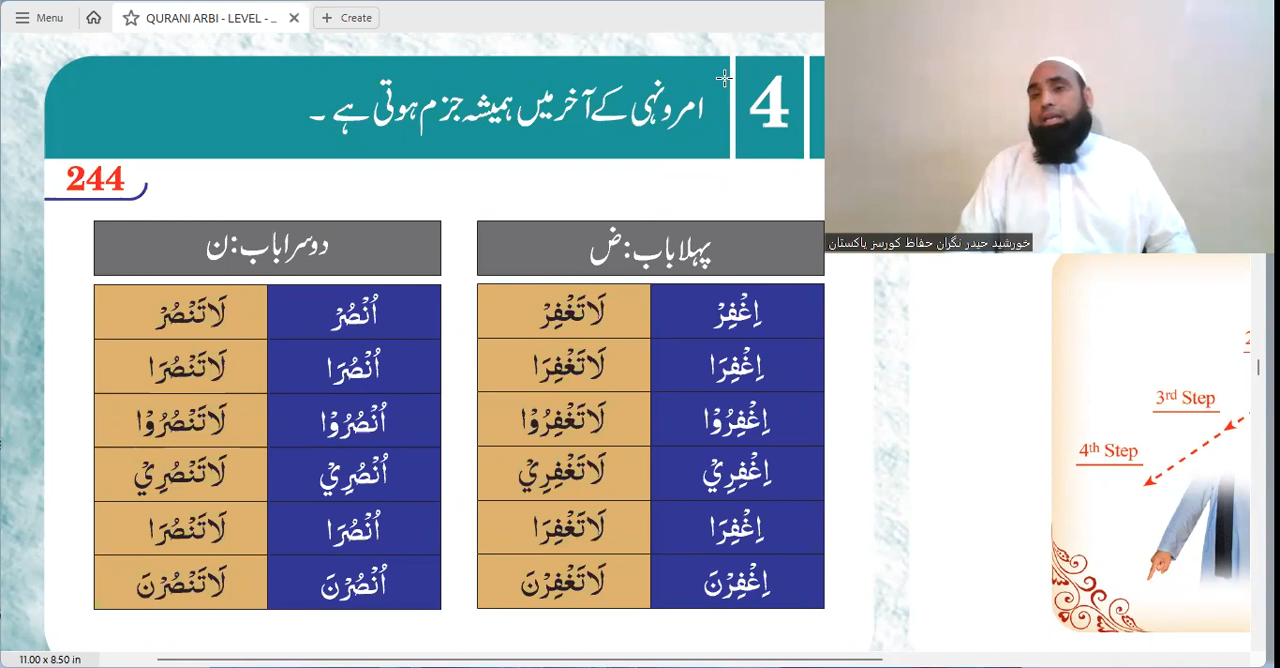 Menu
QURANI ARBI - LEVEL - ...
Create
4
امر و نہی کے آخر میں ہمیشہ جزم ہوتی ہے ۔
244
پہلا باب: ض
دوسرا باب: ن
اِغْفِرْ لَا تَغْفِرْ
اِغْفِرَا لَا تَغْفِرَا
اِغْفِرُوْا لَا تَغْفِرُوْا
اِغْفِرِيْ لَا تَغْفِرِيْ
اِغْفِرَا لَا تَغْفِرَا
اِغْفِرْنَ لَا تَغْفِرْنَ
اُنْصُرْ لَا تَنْصُرْ
اُنْصُرَا لَا تَنْصُرَا
اُنْصُرُوْا لَا تَنْصُرُوْا
اُنْصُرِيْ لَا تَنْصُرِيْ
اُنْصُرَا لَا تَنْصُرَا
اُنْصُرْنَ لَا تَنْصُرْنَ
خورشید حیدر نگران حفاظ کورسز پاکستان
2
3rd Step
4th Step
11.00 x 8.50 in